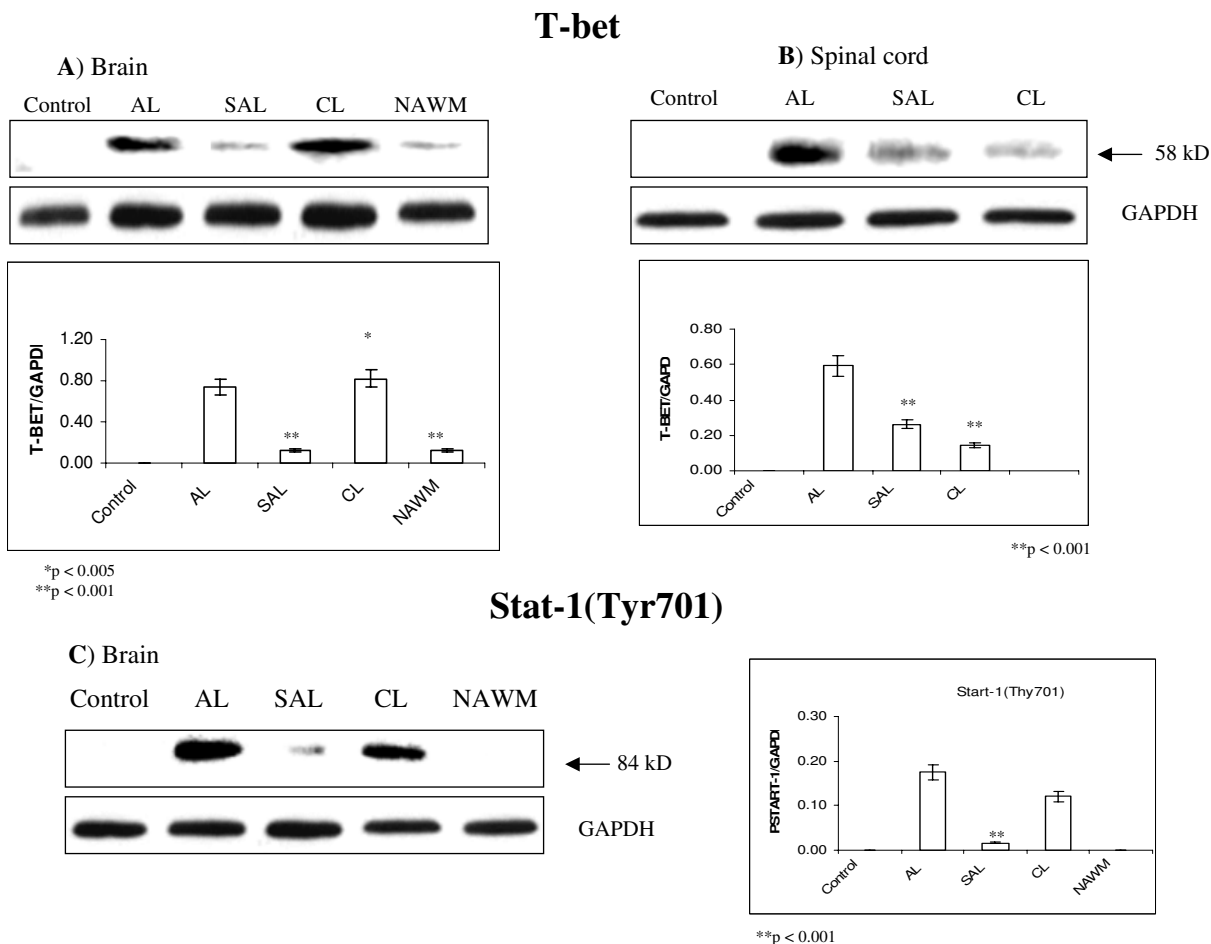 T-bet
A) Brain
Control AL SAL CL NAWM
T-BET/GAPD|
1.20
0.80
0.40
0.00
*
** **
Control AL SAL CL NAWM
*p < 0.005
**p < 0.001
B) Spinal cord
Control AL SAL CL
58 kD
GAPDH
T-BET/GAPD
0.80
0.60
0.40
0.20
0.00
**
**
Control AL SAL CL
**p < 0.001
Stat-1(Tyr701)
C) Brain
Control AL SAL CL NAWM
84 kD
GAPDH
Start-1(Thy701)
PSTART-1/GAPDI
0.30
0.20
0.10
0.00
**
Control AL SAL CL NAWM
**p < 0.001